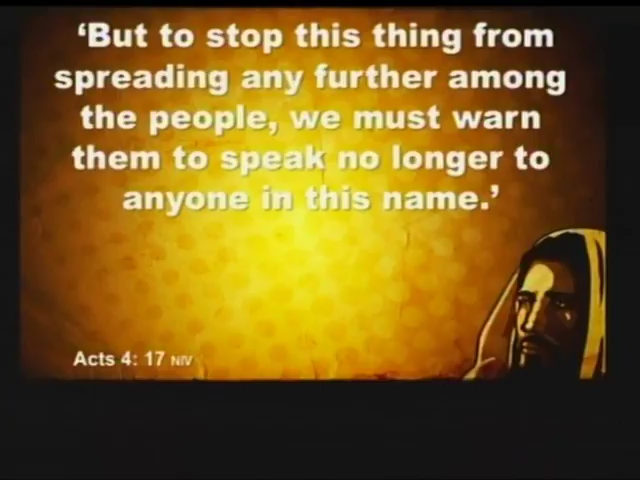 ‘But to stop this thing from
spreading any further among
the people, we must warn
them to speak no longer to
anyone in this name.’
Acts 4: 17 NIV